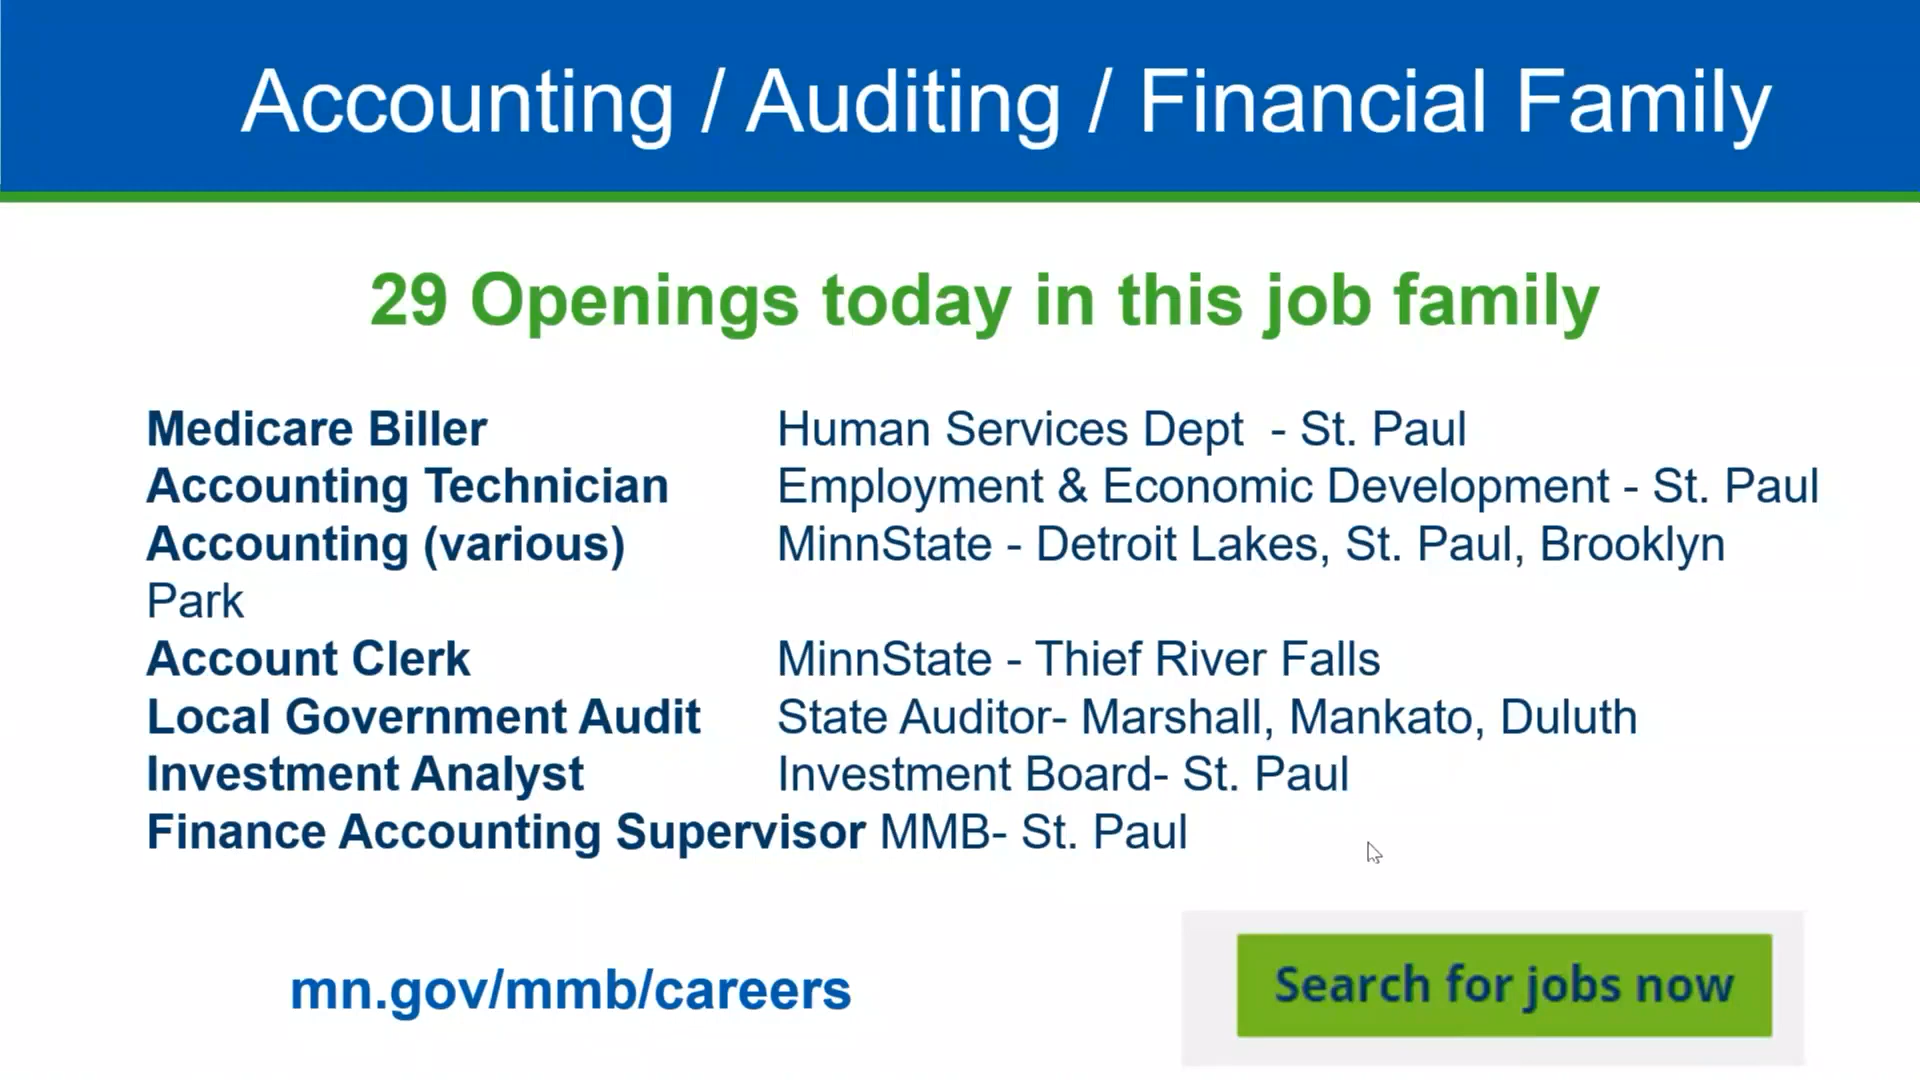 Accounting / Auditing / Financial Family
29 Openings today in this job family
Medicare Biller Human Services Dept - St. Paul
Accounting Technician Employment & Economic Development - St. Paul
Accounting (various) MinnState - Detroit Lakes, St. Paul, Brooklyn
Park
Account Clerk MinnState - Thief River Falls
Local Government Audit State Auditor- Marshall, Mankato, Duluth
Investment Analyst Investment Board- St. Paul
Finance Accounting Supervisor MMB- St. Paul
mn.gov/mmb/careers
Search for jobs now